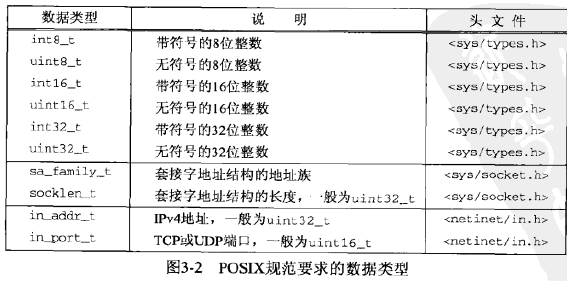 数据类型 说 明 头 文 件
int8_t 带符号的8位整数 <sys/types.h>
uint8_t 无符号的8位整数 <sys/types.h>
int16_t 带符号的16位整数 <sys/types.h>
uint16_t 无符号的16位整数 <sys/types.h>
int32_t 带符号的32位整数 <sys/types.h>
uint32_t 无符号的32位整数 <sys/types.h>
sa_family_t 套接字地址结构的地址族 <sys/socket.h>
socklen_t 套接字地址结构的长度，一般为uint32_t <sys/socket.h>
in_addr_t IPv4地址，一般为uint32_t <netinet/in.h>
in_port_t TCP或UDP端口，一般为uint16_t <netinet/in.h>
图3-2 POSIX规范要求的数据类型